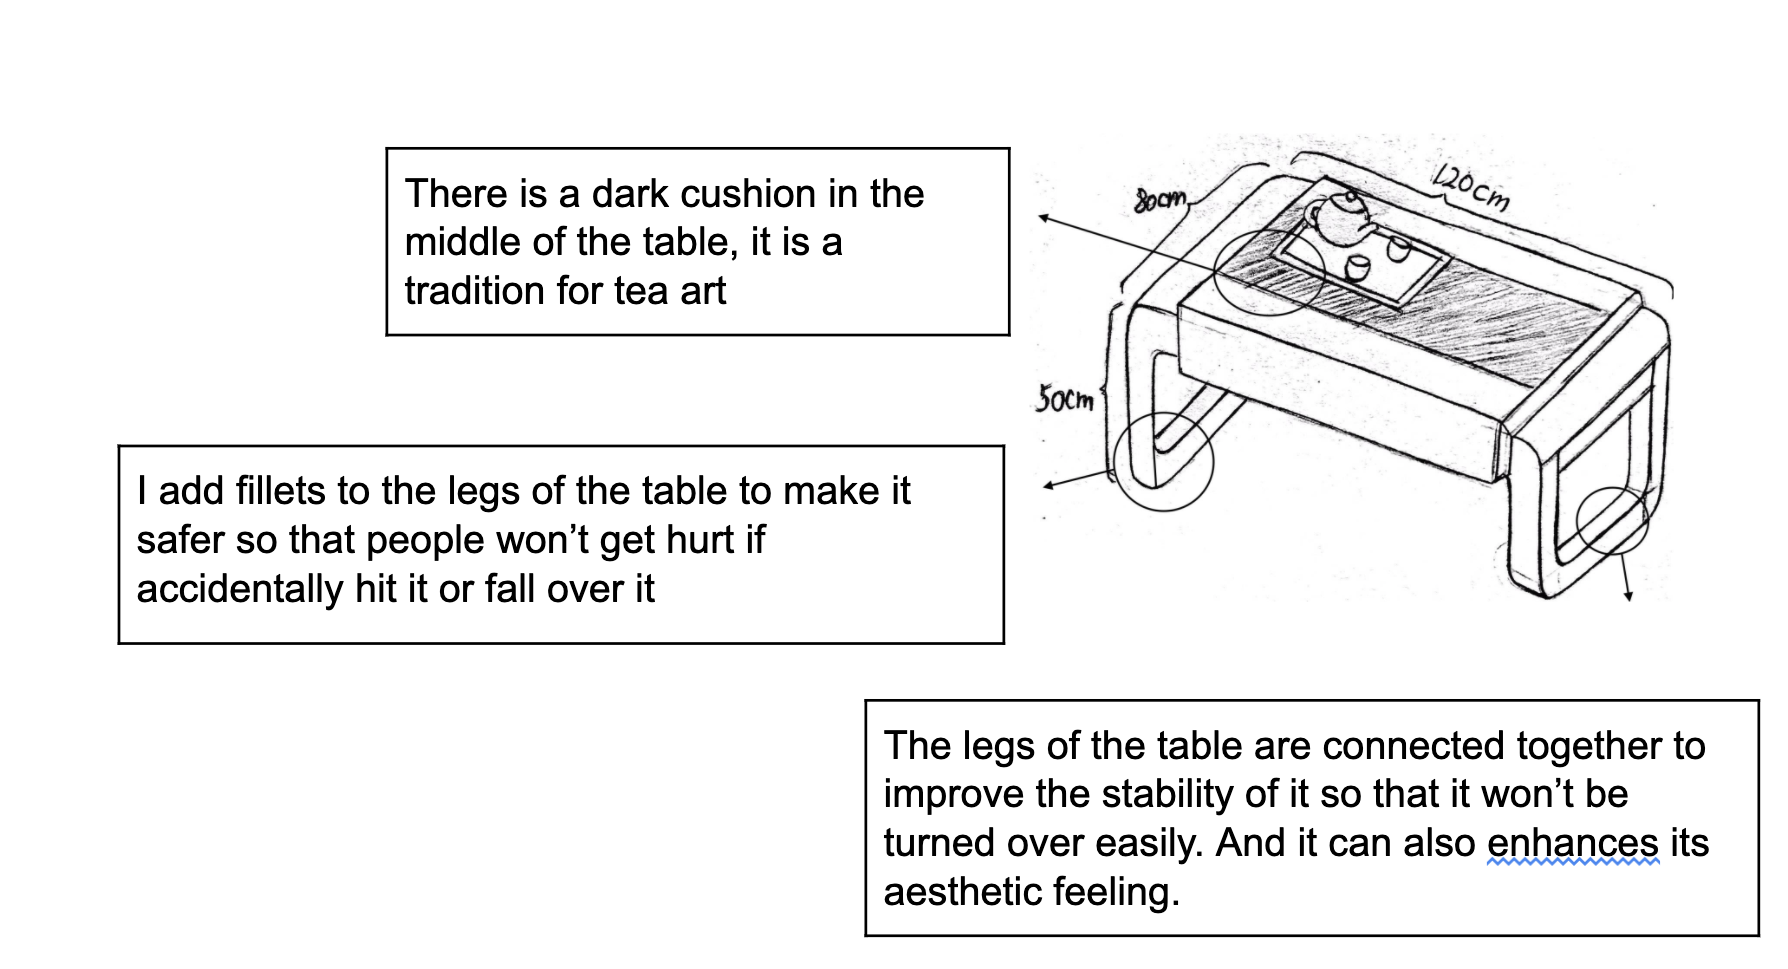 There is a dark cushion in the
middle of the table, it is a
tradition for tea art
80cm
120cm
50cm
I add fillets to the legs of the table to make it
safer so that people won’t get hurt if
accidentally hit it or fall over it
The legs of the table are connected together to
improve the stability of it so that it won’t be
turned over easily. And it can also enhances its
aesthetic feeling.